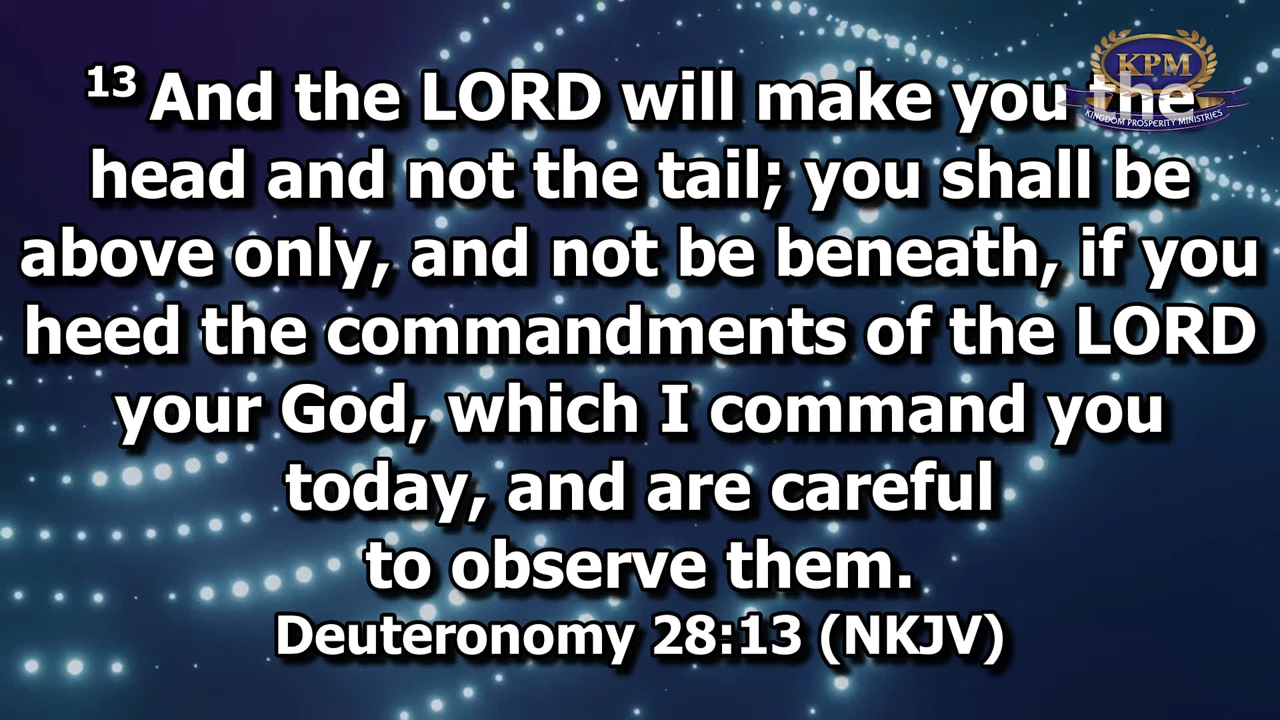 13 And the LORD will make you the
head and not the tail; you shall be
above only, and not be beneath, if you
heed the commandments of the LORD
your God, which I command you
today, and are careful
to observe them.
Deuteronomy 28:13 (NKJV)
KPM
KINGDOM PROSPERITY MINISTRIES